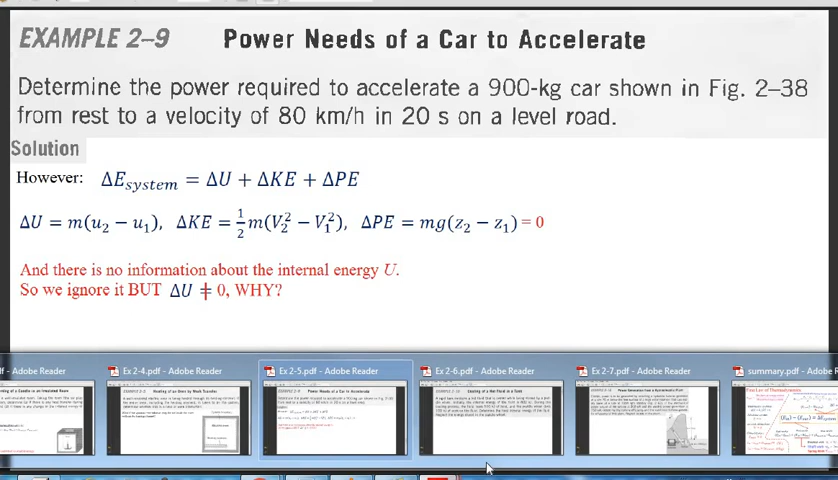 EXAMPLE 2–9 Power Needs of a Car to Accelerate
Determine the power required to accelerate a 900-kg car shown in Fig. 2–38
from rest to a velocity of 80 km/h in 20 s on a level road.
Solution
However: ΔE_system = ΔU + ΔKE + ΔPE
ΔU = m(u₂ − u₁), ΔKE = ½m(V₂² − V₁²), ΔPE = mg(z₂ − z₁) = 0
And there is no information about the internal energy U.
So we ignore it BUT ΔU ≠ 0, WHY?
- Adobe Reader
Ex 2-4.pdf - Adobe Reader
Ex 2-5.pdf - Adobe Reader
Ex 2-6.pdf - Adobe Reader
Ex 2-7.pdf - Adobe Reader
summary.pdf - Adobe